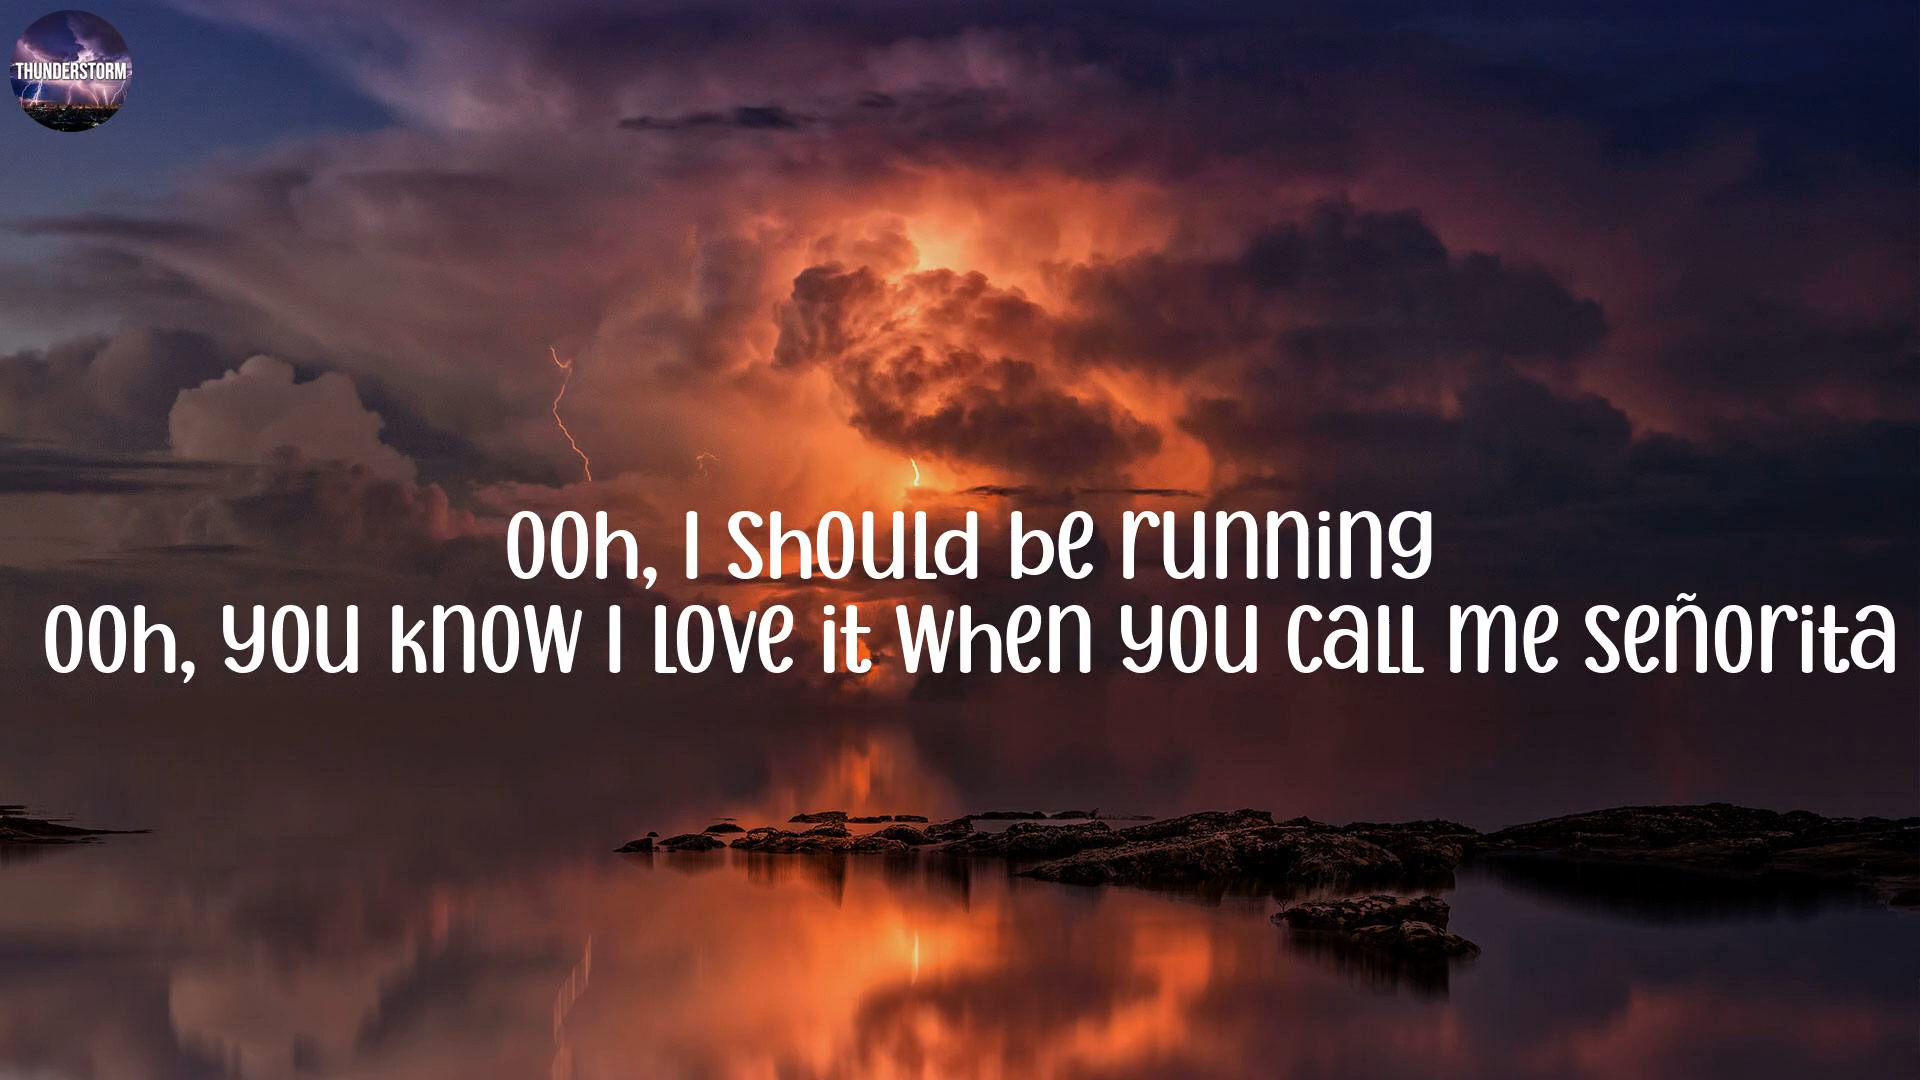 THUNDERSTORM
Ooh, I should be running
Ooh, you know I love it when you call me señorita